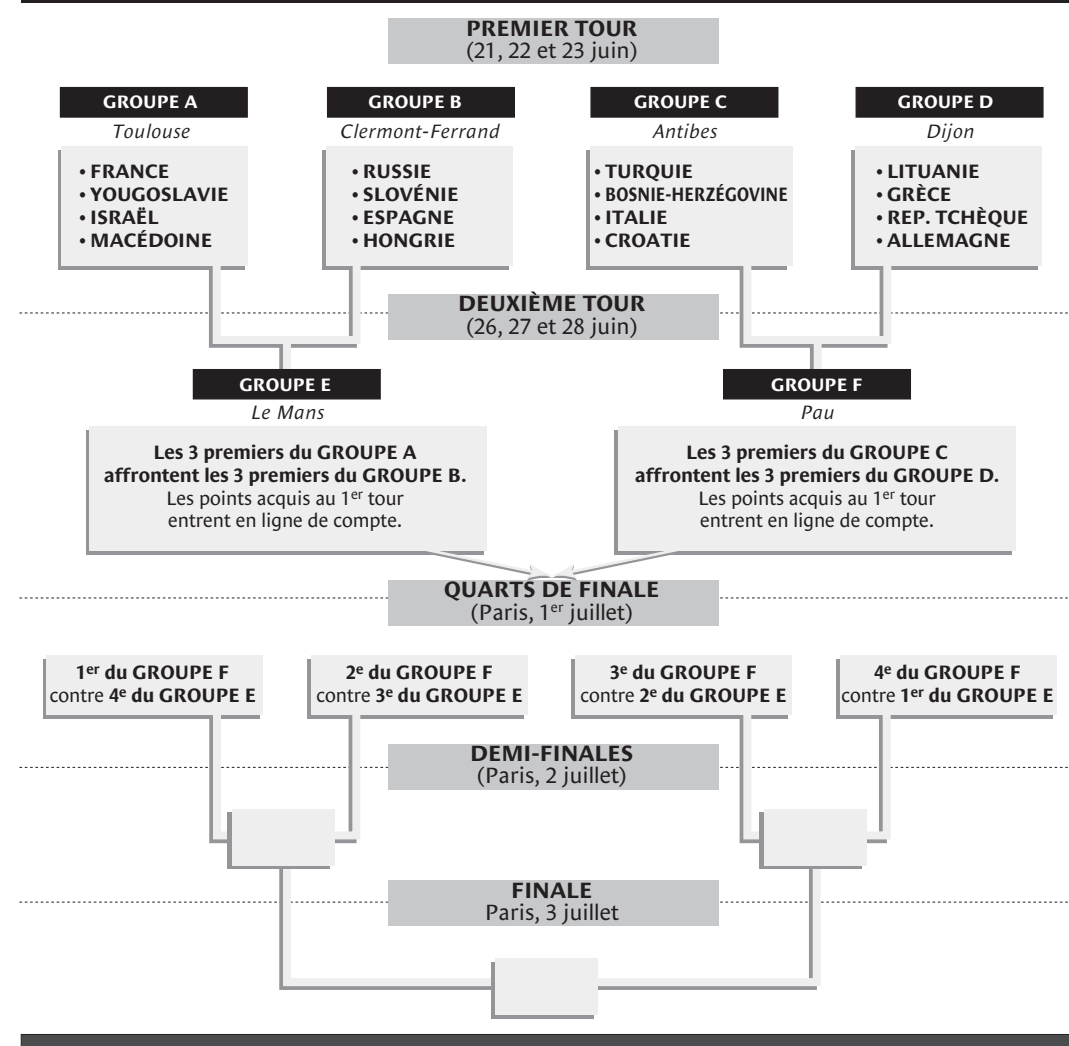 PREMIER TOUR
(21, 22 et 23 juin)
GROUPE A
Toulouse
• FRANCE
• YOUGOSLAVIE
• ISRAËL
• MACÉDOINE
GROUPE B
Clermont-Ferrand
• RUSSIE
• SLOVÉNIE
• ESPAGNE
• HONGRIE
GROUPE C
Antibes
• TURQUIE
• BOSNIE-HERZÉGOVINE
• ITALIE
• CROATIE
GROUPE D
Dijon
• LITUANIE
• GRÈCE
• REP. TCHÈQUE
• ALLEMAGNE
DEUXIÈME TOUR
(26, 27 et 28 juin)
GROUPE E
Le Mans
Les 3 premiers du GROUPE A
affrontent les 3 premiers du GROUPE B.
Les points acquis au 1er tour
entrent en ligne de compte.
GROUPE F
Pau
Les 3 premiers du GROUPE C
affrontent les 3 premiers du GROUPE D.
Les points acquis au 1er tour
entrent en ligne de compte.
QUARTS DE FINALE
(Paris, 1er juillet)
1er du GROUPE F
contre 4e du GROUPE E
2e du GROUPE F
contre 3e du GROUPE E
3e du GROUPE F
contre 2e du GROUPE E
4e du GROUPE F
contre 1er du GROUPE E
DEMI-FINALES
(Paris, 2 juillet)
FINALE
Paris, 3 juillet